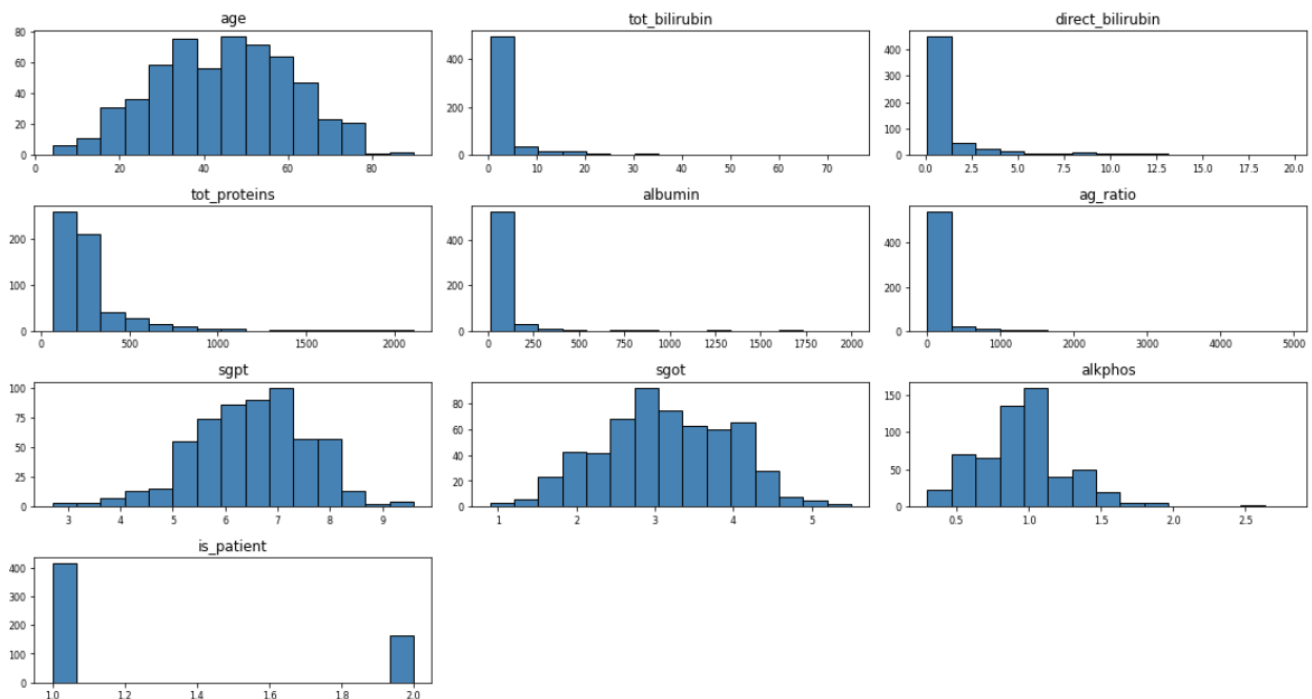 age
tot_bilirubin
direct_bilirubin
80
60
40
20
0
0 20 40 60 80
400
200
0
0 10 20 30 40 50 60 70
400
300
200
100
0
0.0 2.5 5.0 7.5 10.0 12.5 15.0 17.5 20.0
tot_proteins
albumin
ag_ratio
200
100
0
0 500 1000 1500 2000
400
200
0
0 250 500 750 1000 1250 1500 1750 2000
400
200
0
0 1000 2000 3000 4000 5000
sgpt
sgot
alkphos
100
75
50
25
0
3 4 5 6 7 8 9
80
60
40
20
0
1 2 3 4 5
150
100
50
0
0.5 1.0 1.5 2.0 2.5
is_patient
400
300
200
100
0
1.0 1.2 1.4 1.6 1.8 2.0